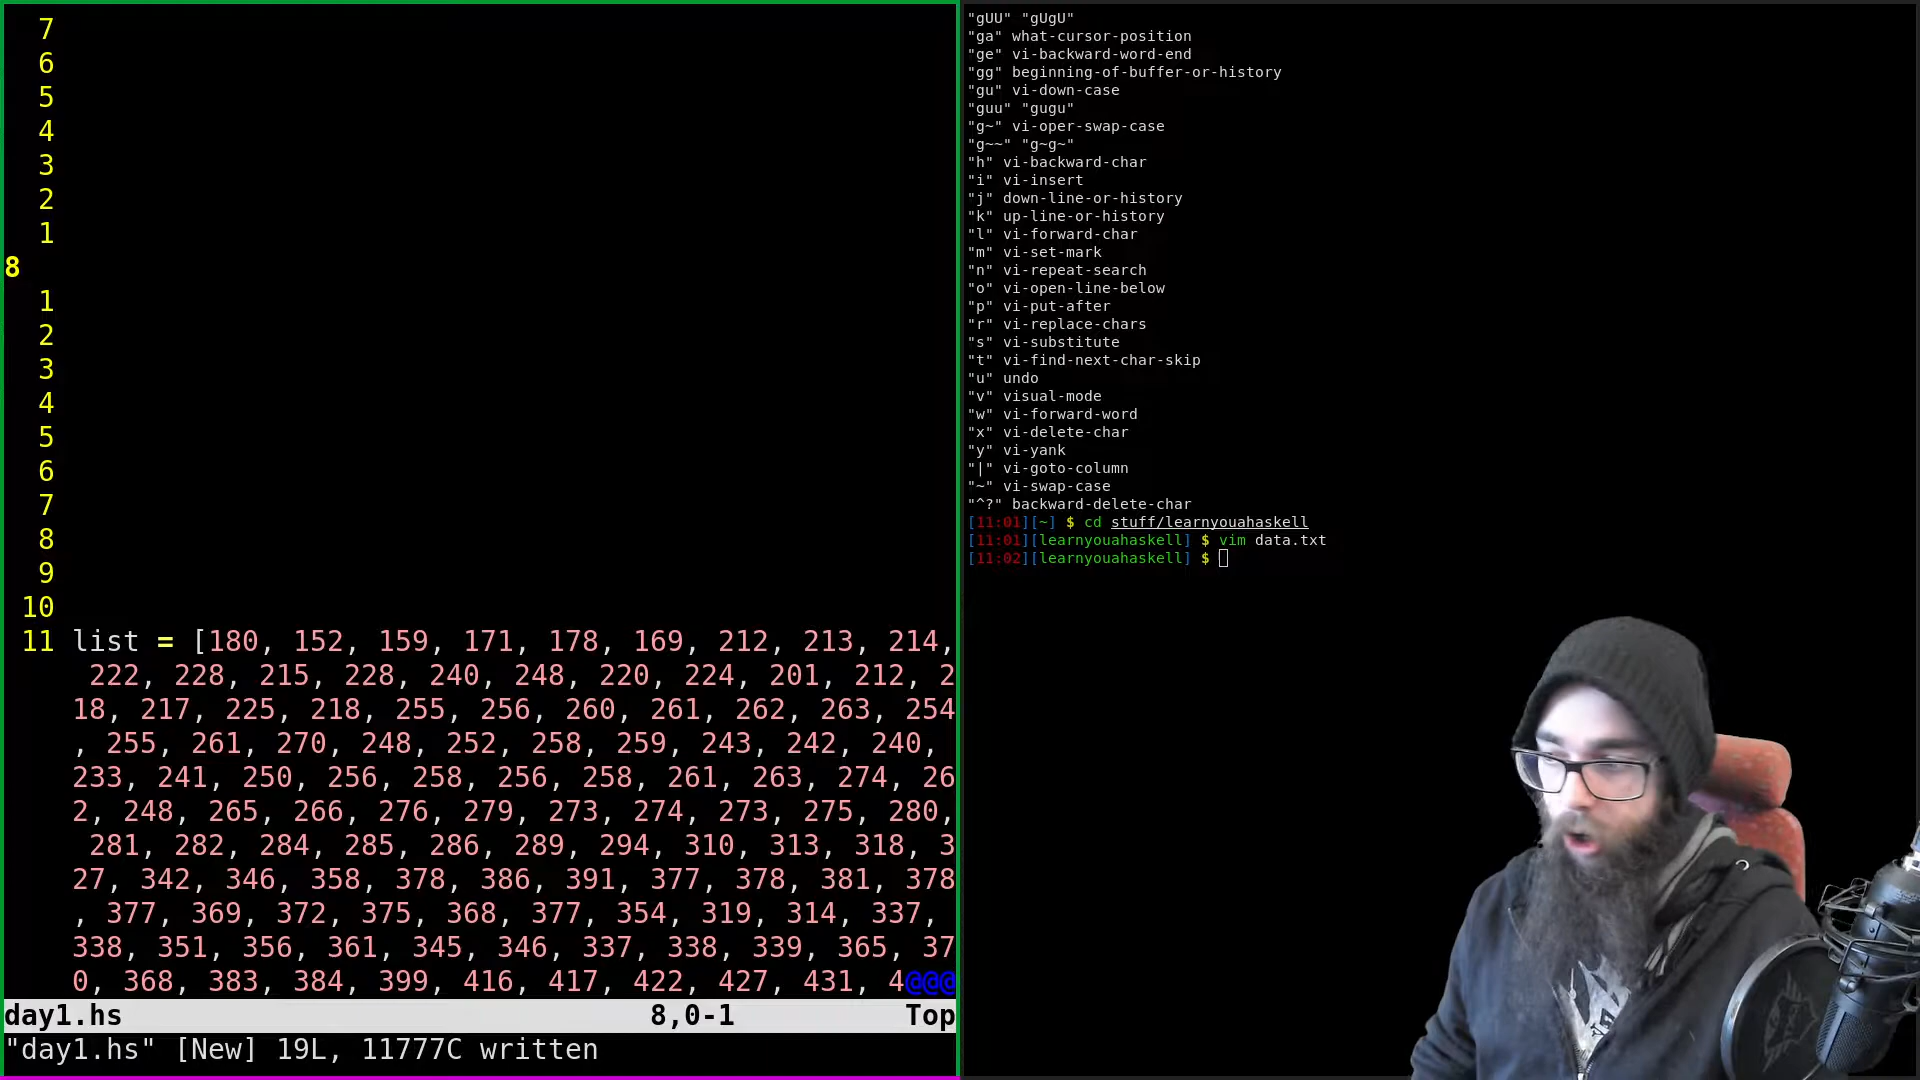 7
6
5
4
3
2
1
8
1
2
3
4
5
6
7
8
9
10
11 list = [180, 152, 159, 171, 178, 169, 212, 213, 214,
222, 228, 215, 228, 240, 248, 220, 224, 201, 212, 2
18, 217, 225, 218, 255, 256, 260, 261, 262, 263, 254
, 255, 261, 270, 248, 252, 258, 259, 243, 242, 240,
233, 241, 250, 256, 258, 256, 258, 261, 263, 274, 26
2, 248, 265, 266, 276, 279, 273, 274, 273, 275, 280,
281, 282, 284, 285, 286, 289, 294, 310, 313, 318, 3
27, 342, 346, 358, 378, 386, 391, 377, 378, 381, 378
, 377, 369, 372, 375, 368, 377, 354, 319, 314, 337,
338, 351, 356, 361, 345, 346, 337, 338, 339, 365, 37
0, 368, 383, 384, 399, 416, 417, 422, 427, 431, 4@@@
day1.hs 8,0-1 Top
"day1.hs" [New] 19L, 11777C written
"gUU" "gUgU"
"ga" what-cursor-position
"ge" vi-backward-word-end
"gg" beginning-of-buffer-or-history
"gu" vi-down-case
"guu" "gugu"
"g~" vi-oper-swap-case
"g~~" "g~g~"
"h" vi-backward-char
"i" vi-insert
"j" down-line-or-history
"k" up-line-or-history
"l" vi-forward-char
"m" vi-set-mark
"n" vi-repeat-search
"o" vi-open-line-below
"p" vi-put-after
"r" vi-replace-chars
"s" vi-substitute
"t" vi-find-next-char-skip
"u" undo
"v" visual-mode
"w" vi-forward-word
"x" vi-delete-char
"y" vi-yank
"|" vi-goto-column
"~" vi-swap-case
"^?" backward-delete-char
[11:01][~] $ cd stuff/learnyouahaskell
[11:01][learnyouahaskell] $ vim data.txt
[11:02][learnyouahaskell] $